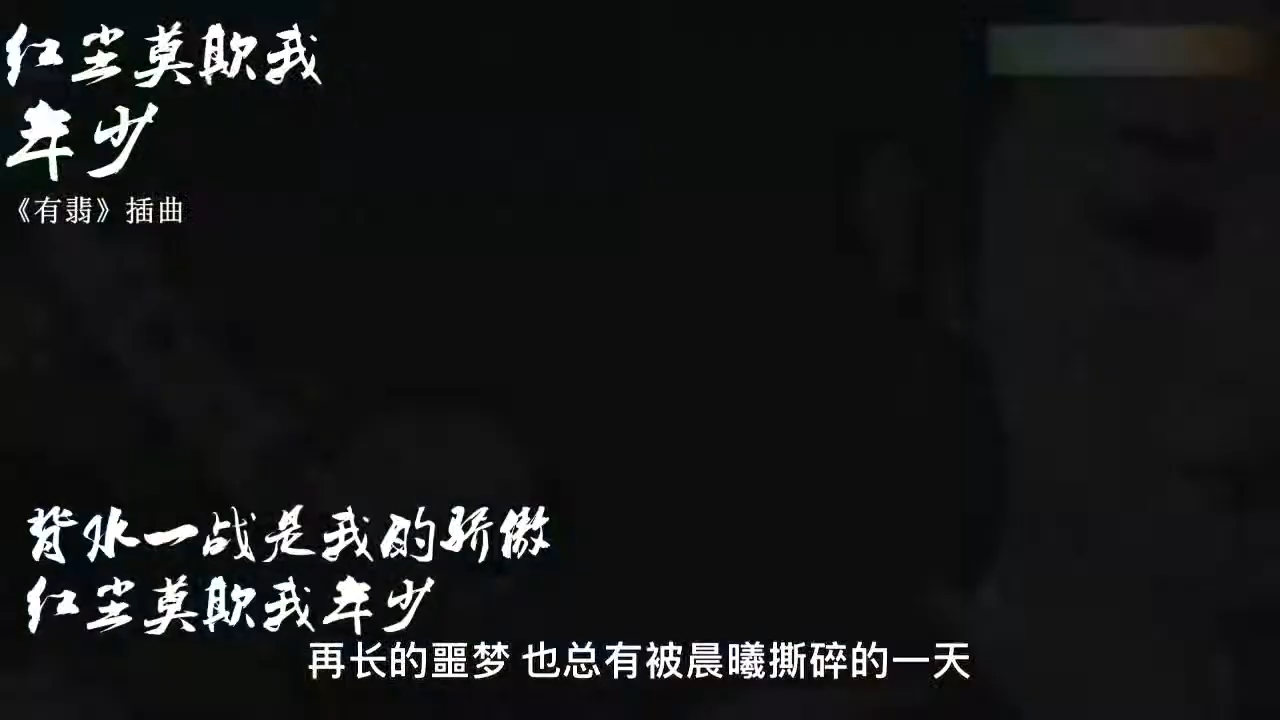 红尘莫欺我
年少
《有翡》插曲
背水一战是我的骄傲
红尘莫欺我年少
再长的噩梦 也总有被晨曦撕碎的一天